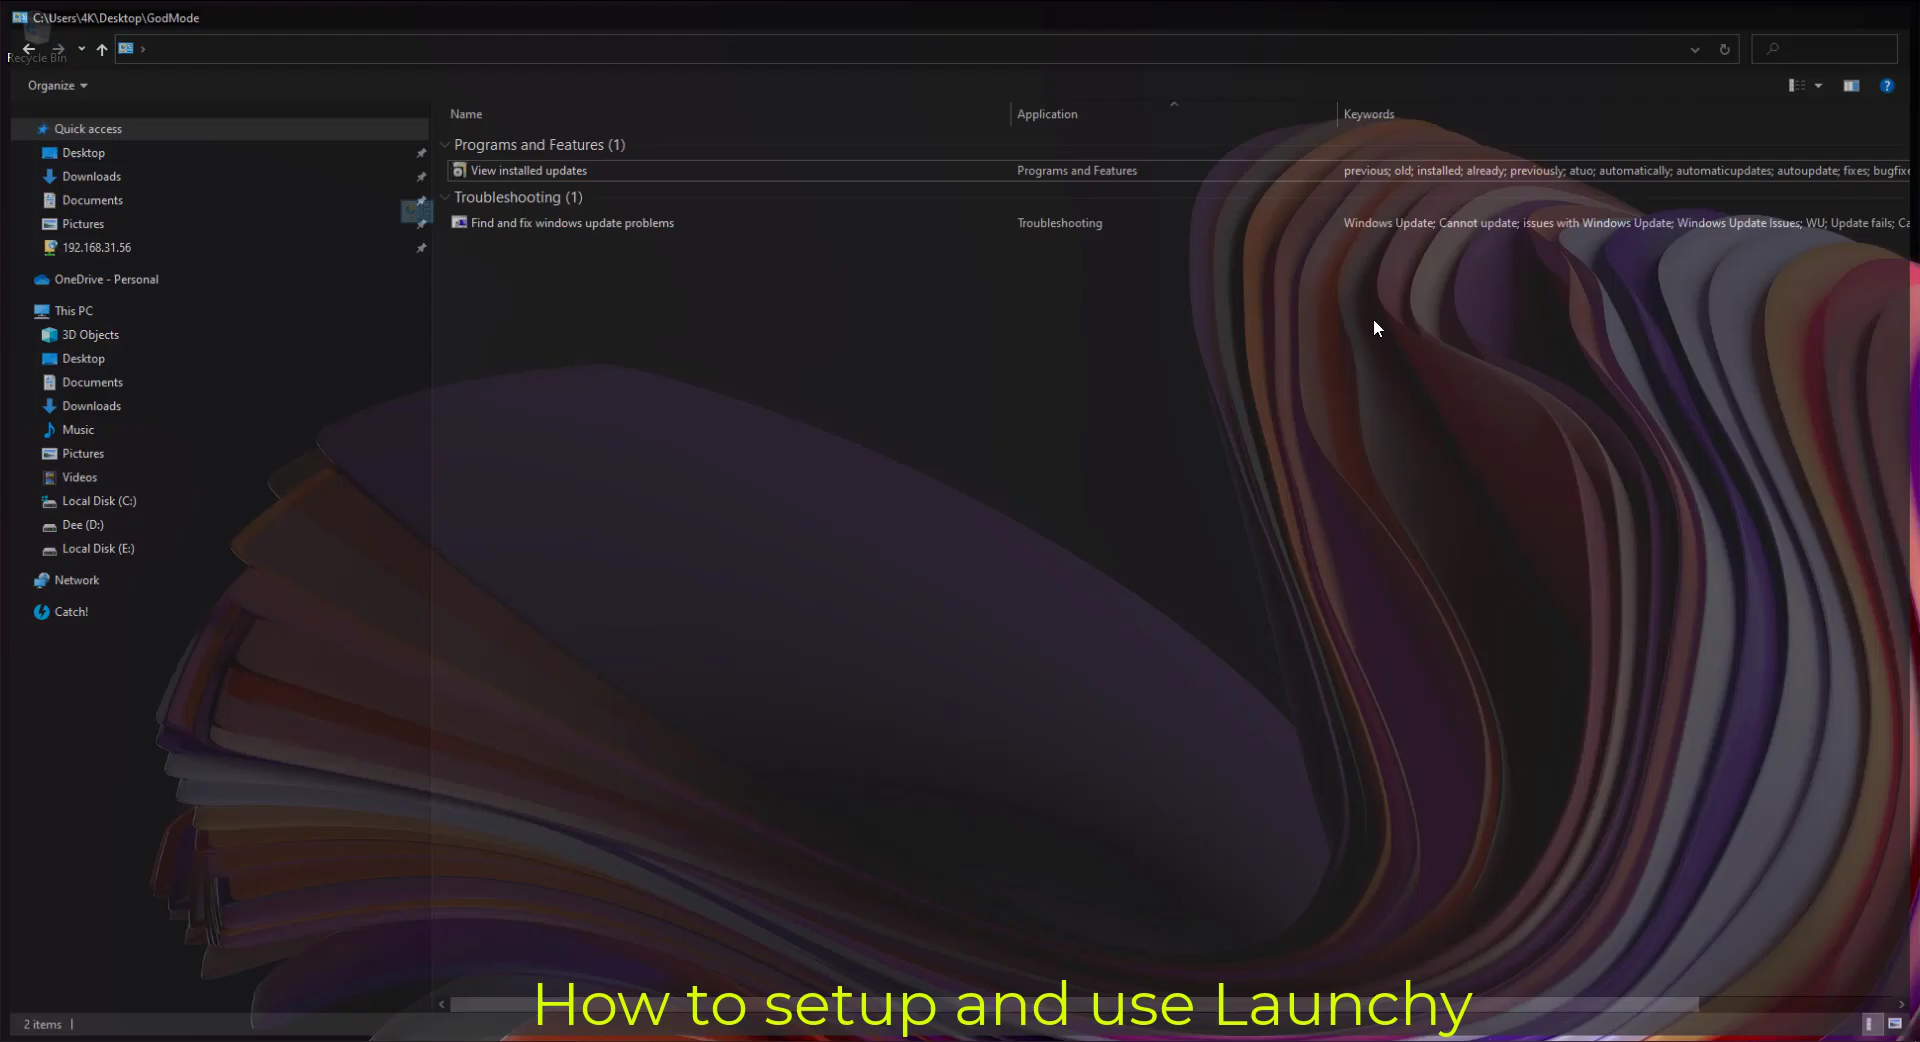 C:\Users\4K\Desktop\GodMode
Recycle Bin
Organize
Name Application Keywords
Quick access
Desktop
Downloads
Documents
Pictures
192.168.31.56
OneDrive - Personal
This PC
3D Objects
Desktop
Documents
Downloads
Music
Pictures
Videos
Local Disk (C:)
Dee (D:)
Local Disk (E:)
Network
Catch!
Programs and Features (1)
View installed updates Programs and Features previous; old; installed; already; previously; atuo; automatically; automaticupdates; autoupdate; fixes; bugfixe
Troubleshooting (1)
Find and fix windows update problems Troubleshooting Windows Update; Cannot update; issues with Windows Update; Windows Update Issues; WU; Update fails; Ca
How to setup and use Launchy
2 items